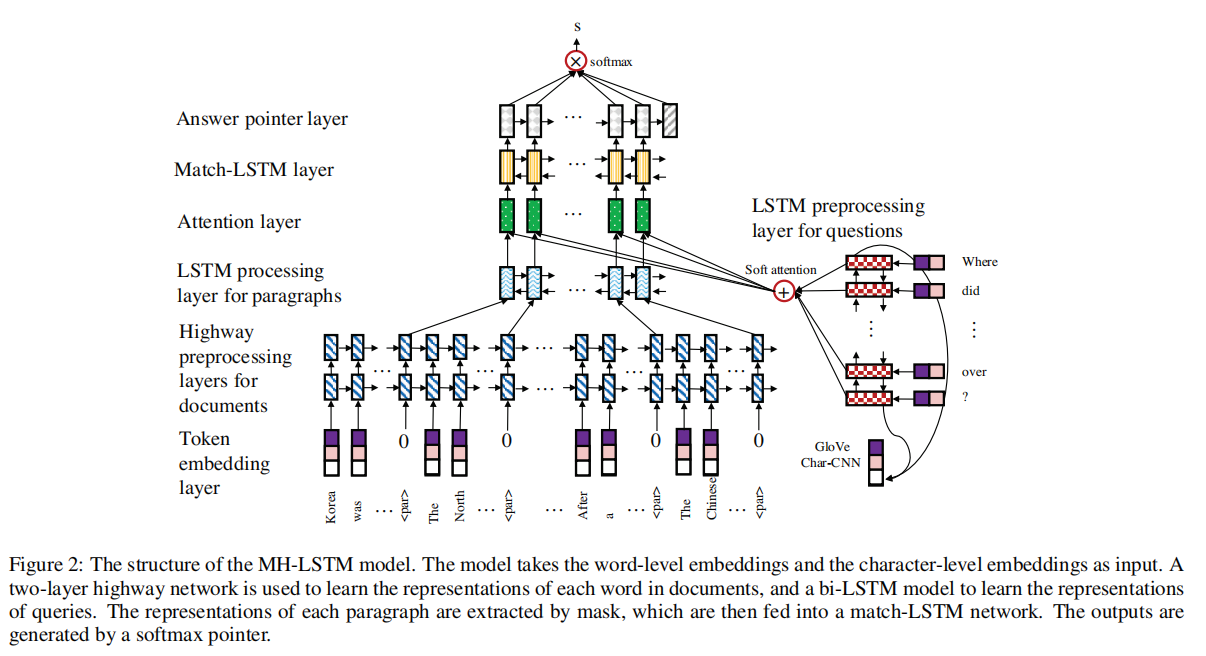 s
softmax
Answer pointer layer
Match-LSTM layer
Attention layer
LSTM processing
layer for paragraphs
Highway
preprocessing
layers for
documents
Token
embedding
layer
LSTM preprocessing
layer for questions
Soft attention
Where
did
⋮ ⋮
over
?
GloVe
Char-CNN
0 0 0 0
Korea was ... <par> The North ... <par> ... After a ... <par> The Chinese ... <par>
Figure 2: The structure of the MH-LSTM model. The model takes the word-level embeddings and the character-level embeddings as input. A
two-layer highway network is used to learn the representations of each word in documents, and a bi-LSTM model to learn the representations
of queries. The representations of each paragraph are extracted by mask, which are then fed into a match-LSTM network. The outputs are
generated by a softmax pointer.